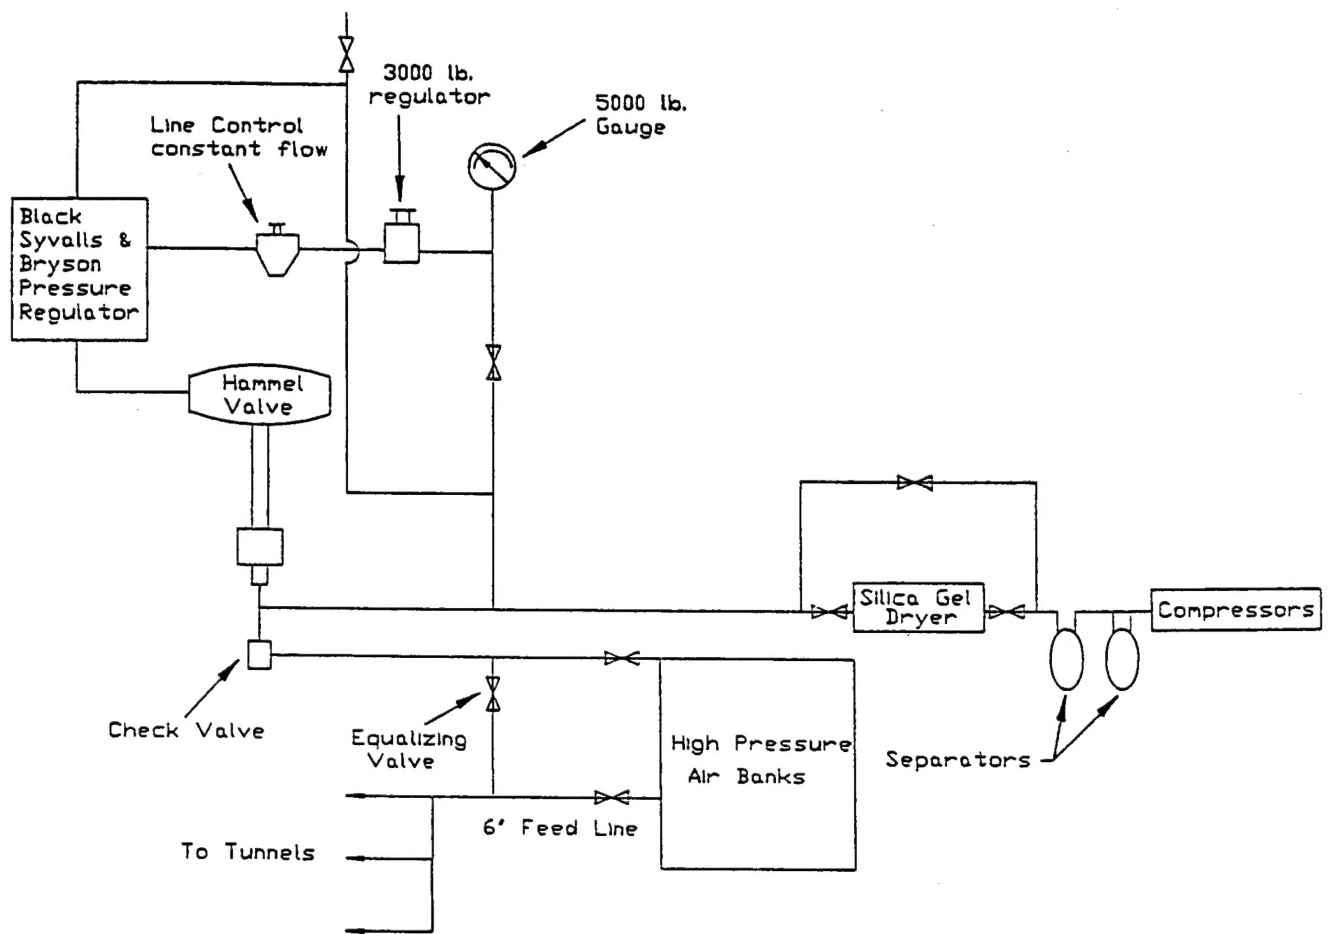 3000 lb.
regulator
5000 lb.
Gauge
Line Control
constant flow
Black
Syvalls &
Bryson
Pressure
Regulator
Hammel
Valve
Silica Gel
Dryer
Compressors
Check Valve
Equalizing
Valve
High Pressure
Air Banks
Separators
6" Feed Line
To Tunnels